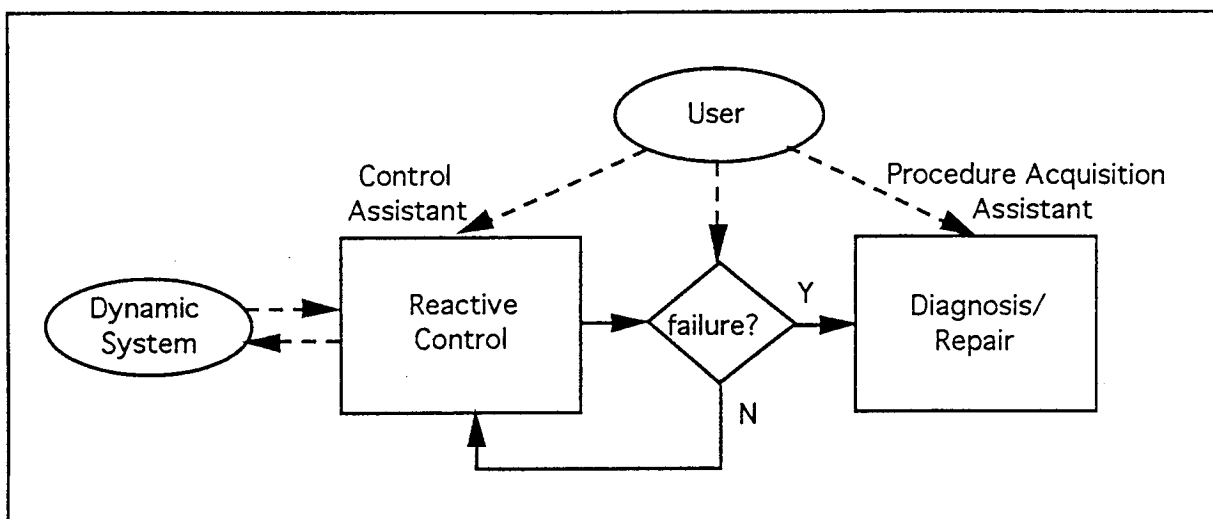 User
Control
Assistant
Procedure Acquisition
Assistant
Dynamic
System
Reactive
Control
failure?
Y
N
Diagnosis/
Repair